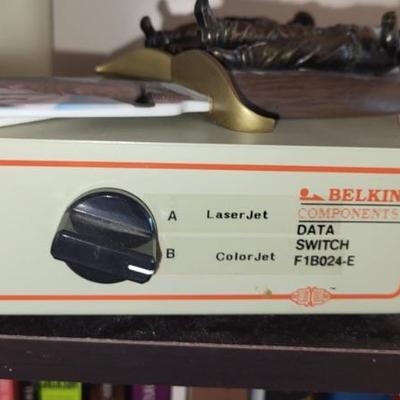 A LaserJet
B ColorJet
BELKIN
COMPONENTS
DATA
SWITCH
F1B024-E